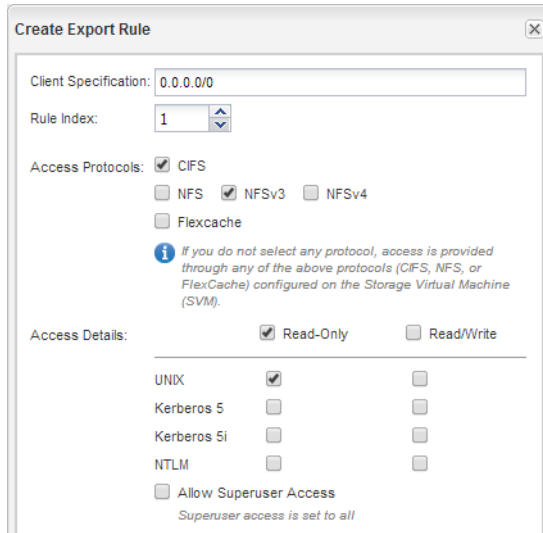 Create Export Rule
Client Specification: 0.0.0.0/0
Rule Index: 1
Access Protocols: CIFS
NFS NFSv3 NFSv4
Flexcache
If you do not select any protocol, access is provided
through any of the above protocols (CIFS, NFS, or
FlexCache) configured on the Storage Virtual Machine
(SVM).
Access Details: Read-Only Read/Write
UNIX
Kerberos 5
Kerberos 5i
NTLM
Allow Superuser Access
Superuser access is set to all